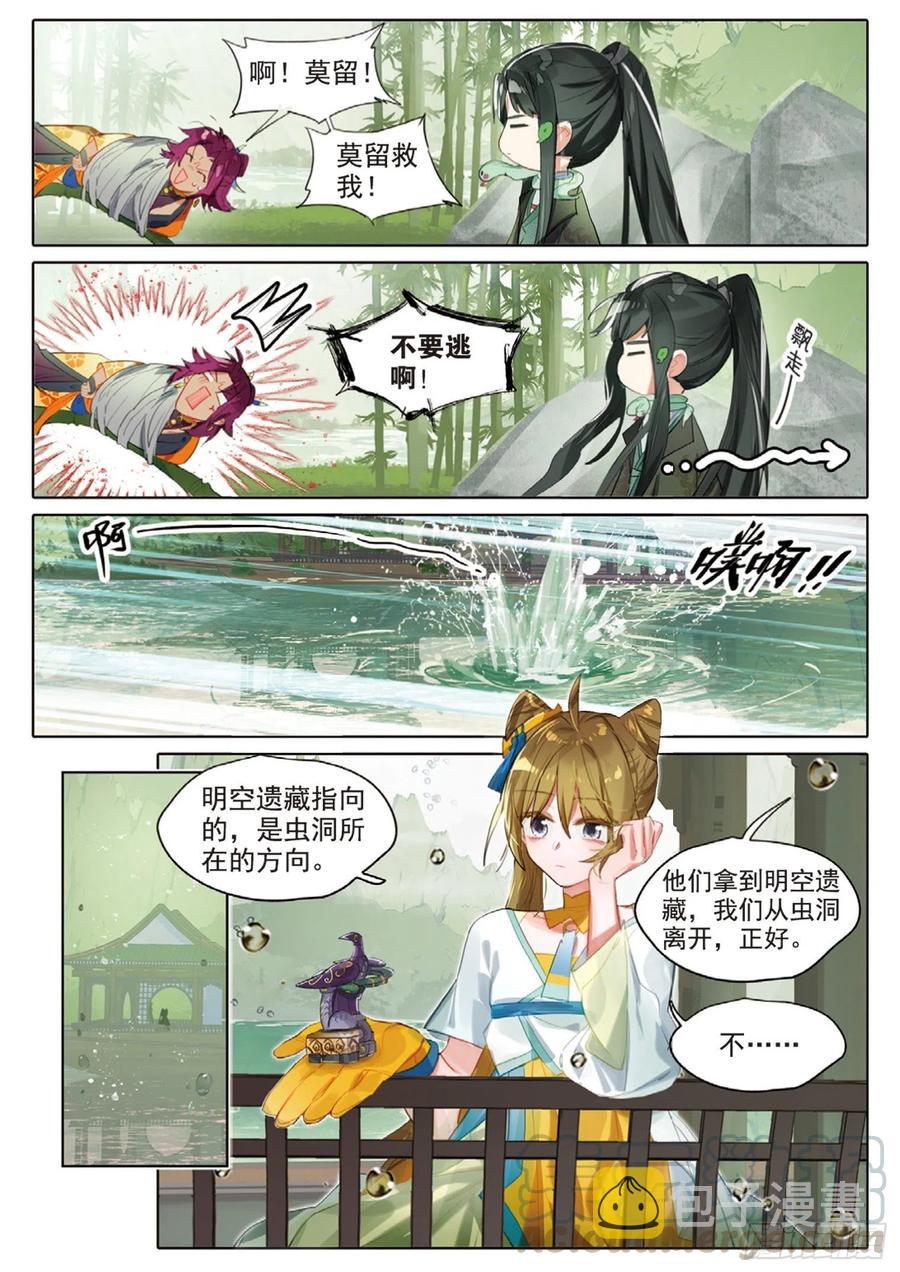 啊！莫留！
莫留救
我！
不要逃
啊！
飘走
啊
噗啊!!
明空遗藏指向
的，是虫洞所
在的方向。
他们拿到明空遗
藏，我们从虫洞
离开，正好。
不……
包子漫畫